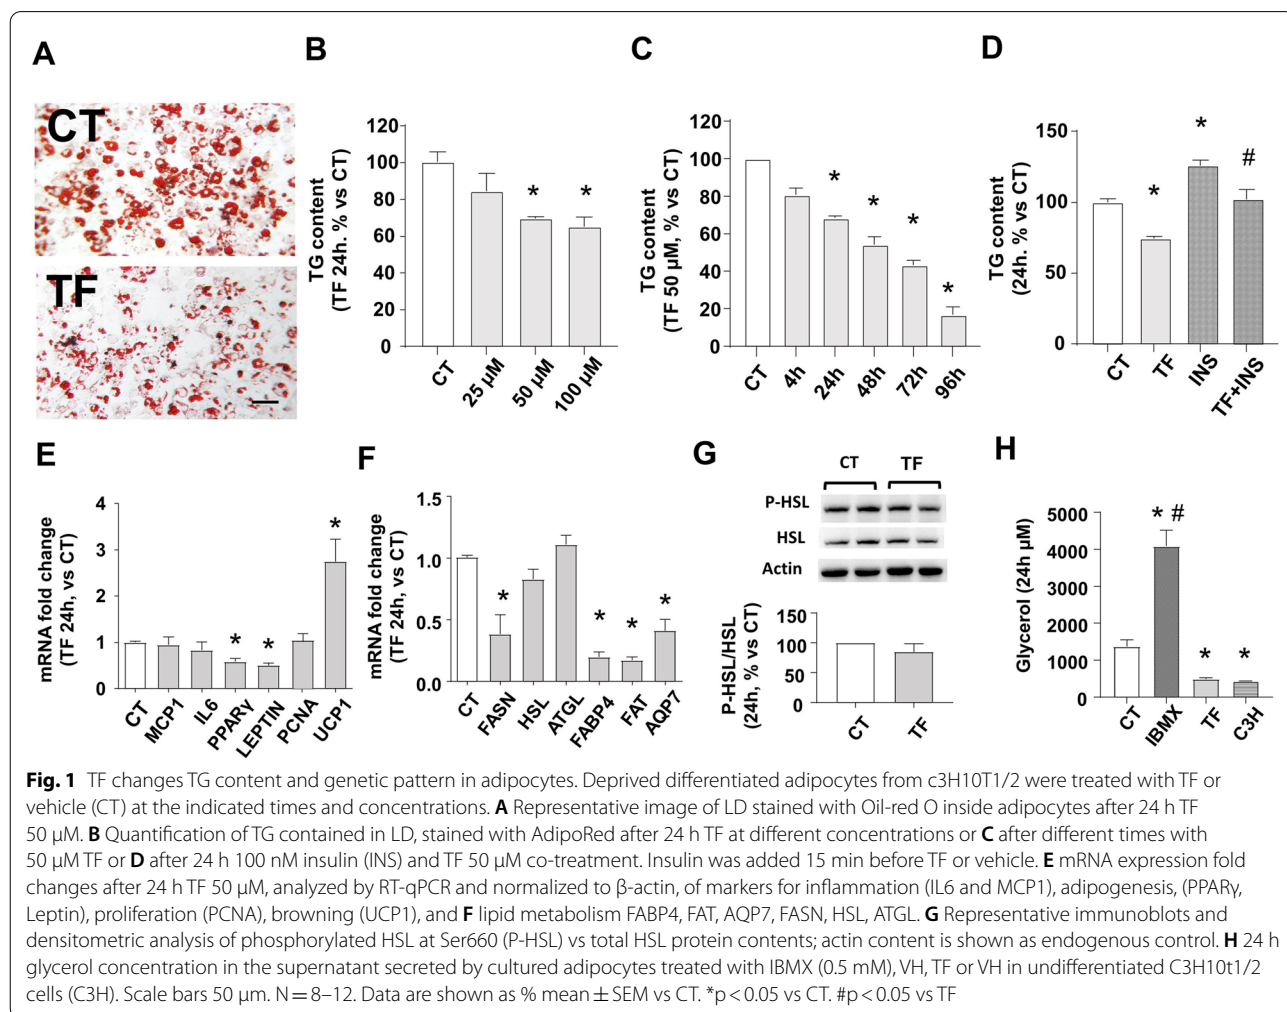 A
CT
TF
B
TG content
(TF 24h. % vs CT)
120
100
80
60
40
20
0
*
*
CT
25 µM
50 µM
100 µM
C
TG content
(TF 50 µM, % vs CT)
120
100
80
60
40
20
0
*
*
*
*
CT
4h
24h
48h
72h
96h
D
TG content
(24h. % vs CT)
150
100
50
0
*
*
#
CT
TF
INS
TF+INS
E
mRNA fold change
(TF 24h, vs CT)
4
3
2
1
0
*
*
*
CT
MCP1
IL6
PPARγ
LEPTIN
PCNA
UCP1
F
mRNA fold change
(TF 24h, vs CT)
1.5
1.0
0.5
0.0
*
*
*
*
CT
FASN
HSL
ATGL
FABP4
FAT
AQP7
G
CT TF
P-HSL
HSL
Actin
P-HSL/HSL
(24h, % vs CT)
150
100
50
0
CT
TF
H
Glycerol (24h µM)
5000
4000
3000
2000
1000
0
* #
*
*
CT
IBMX
TF
C3H
Fig. 1 TF changes TG content and genetic pattern in adipocytes. Deprived differentiated adipocytes from c3H10T1/2 were treated with TF or
vehicle (CT) at the indicated times and concentrations. A Representative image of LD stained with Oil-red O inside adipocytes after 24 h TF
50 µM. B Quantification of TG contained in LD, stained with AdipoRed after 24 h TF at different concentrations or C after different times with
50 µM TF or D after 24 h 100 nM insulin (INS) and TF 50 µM co-treatment. Insulin was added 15 min before TF or vehicle. E mRNA expression fold
changes after 24 h TF 50 µM, analyzed by RT-qPCR and normalized to β-actin, of markers for inflammation (IL6 and MCP1), adipogenesis, (PPARγ,
Leptin), proliferation (PCNA), browning (UCP1), and F lipid metabolism FABP4, FAT, AQP7, FASN, HSL, ATGL. G Representative immunoblots and
densitometric analysis of phosphorylated HSL at Ser660 (P-HSL) vs total HSL protein contents; actin content is shown as endogenous control. H 24 h
glycerol concentration in the supernatant secreted by cultured adipocytes treated with IBMX (0.5 mM), VH, TF or VH in undifferentiated C3H10t1/2
cells (C3H). Scale bars 50 µm. N = 8–12. Data are shown as % mean ± SEM vs CT. *p < 0.05 vs CT. #p < 0.05 vs TF